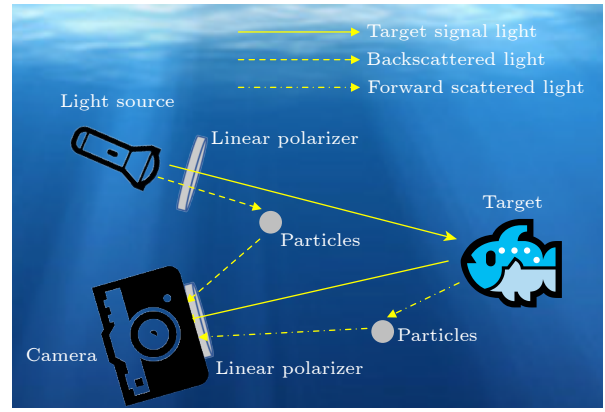 Target signal light
Backscattered light
Forward scattered light
Light source
Linear polarizer
Target
Particles
Particles
Camera
Linear polarizer